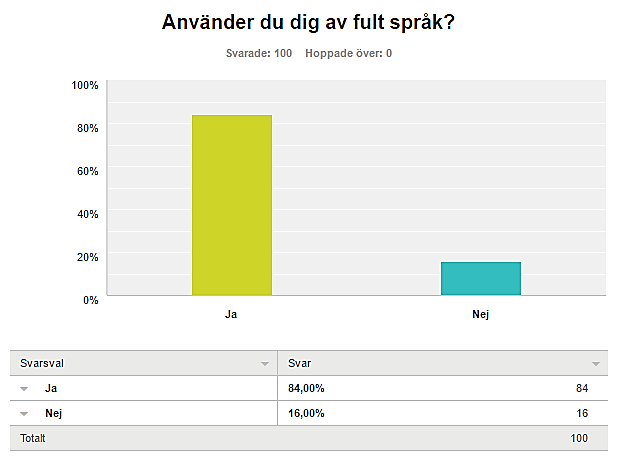 Använder du dig av fult språk?
Svarade: 100 Hoppade över: 0
100%
80%
60%
40%
20%
0%
Ja Nej
Svarsval Svar
Ja 84,00% 84
Nej 16,00% 16
Totalt 100